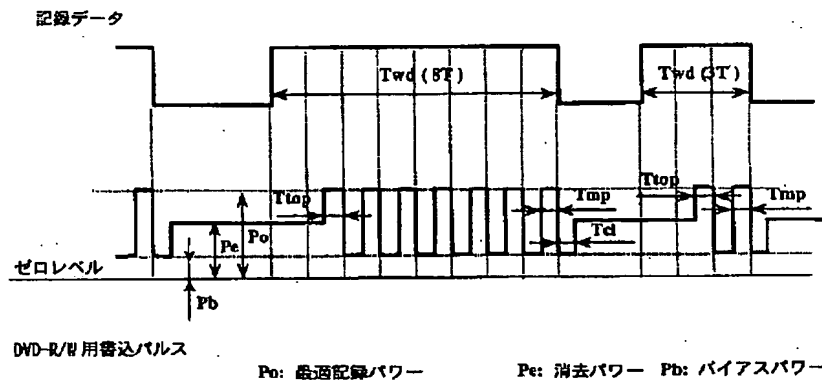 記録データ
Twd (8T)
Twd (3T)
Ttop
Tmp
Ttop
Tmp
Tcl
Po
Pe
ゼロレベル
Pb
DVD-R/W 用書込パルス
Po: 最適記録パワー
Pe: 消去パワー
Pb: バイアスパワー